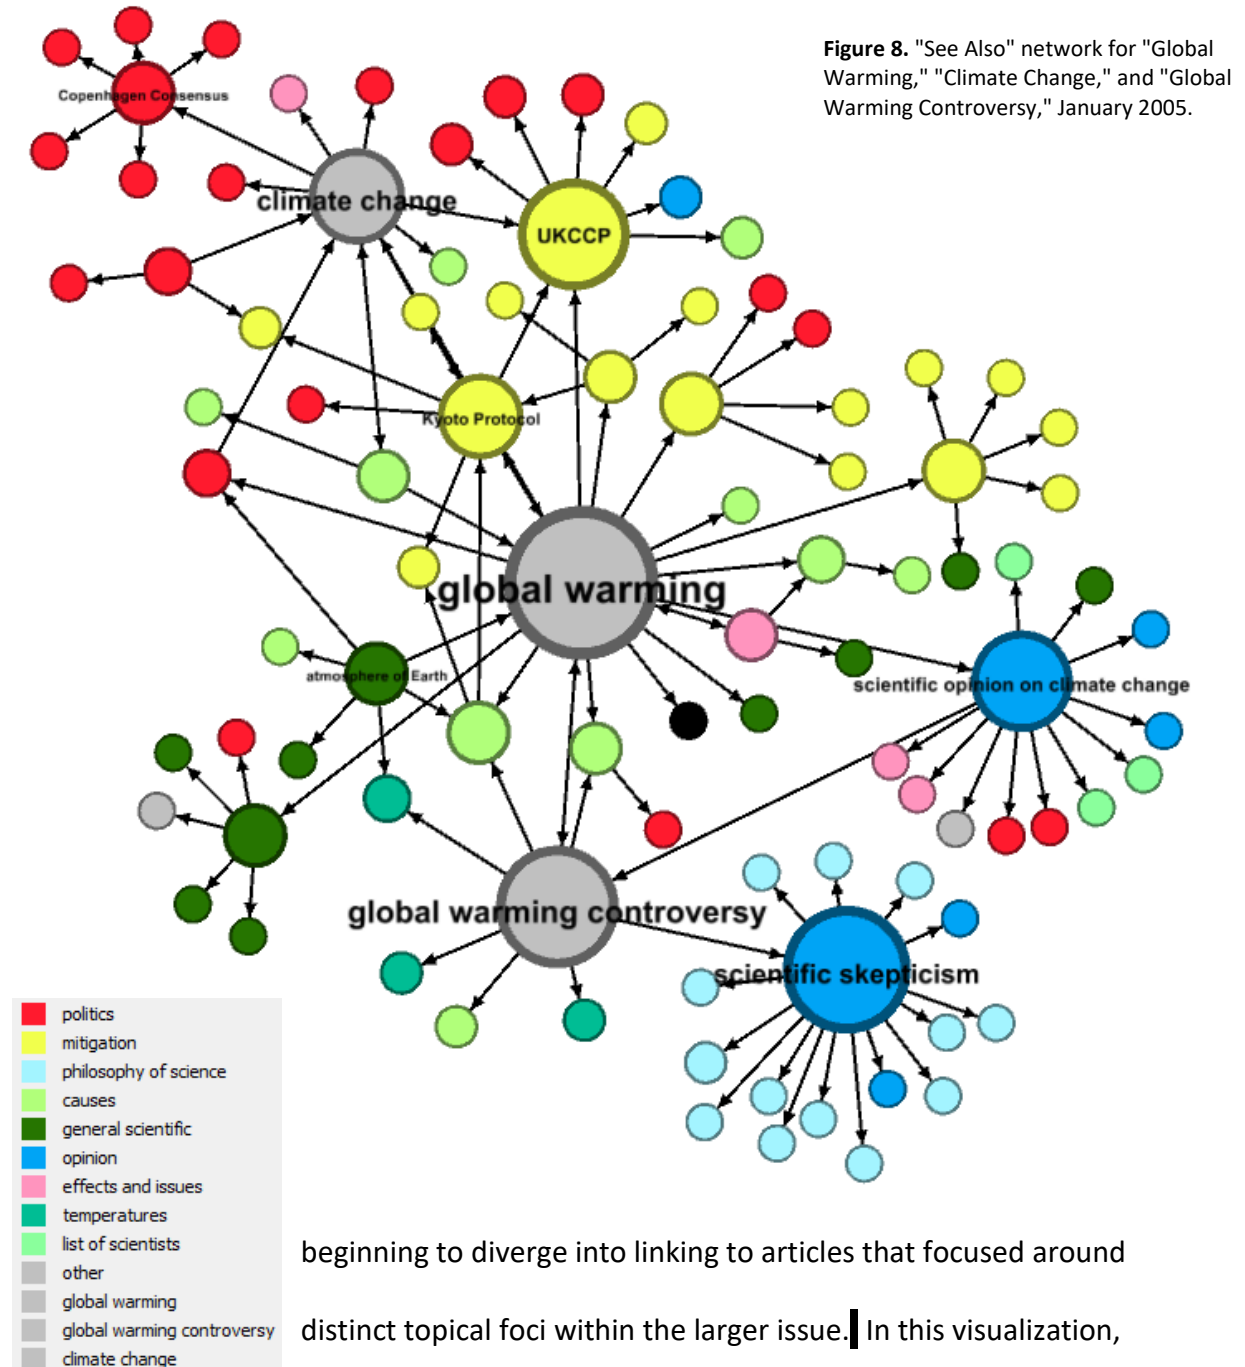 Figure 8. "See Also" network for "Global
Warming," "Climate Change," and "Global
Warming Controversy," January 2005.
Copenhagen Consensus
climate change
UKCCP
Kyoto Protocol
global warming
atmosphere of Earth
scientific opinion on climate change
global warming controversy
scientific skepticism
politics
mitigation
philosophy of science
causes
general scientific
opinion
effects and issues
temperatures
list of scientists
other
global warming
global warming controversy
climate change
beginning to diverge into linking to articles that focused around
distinct topical foci within the larger issue. In this visualization,